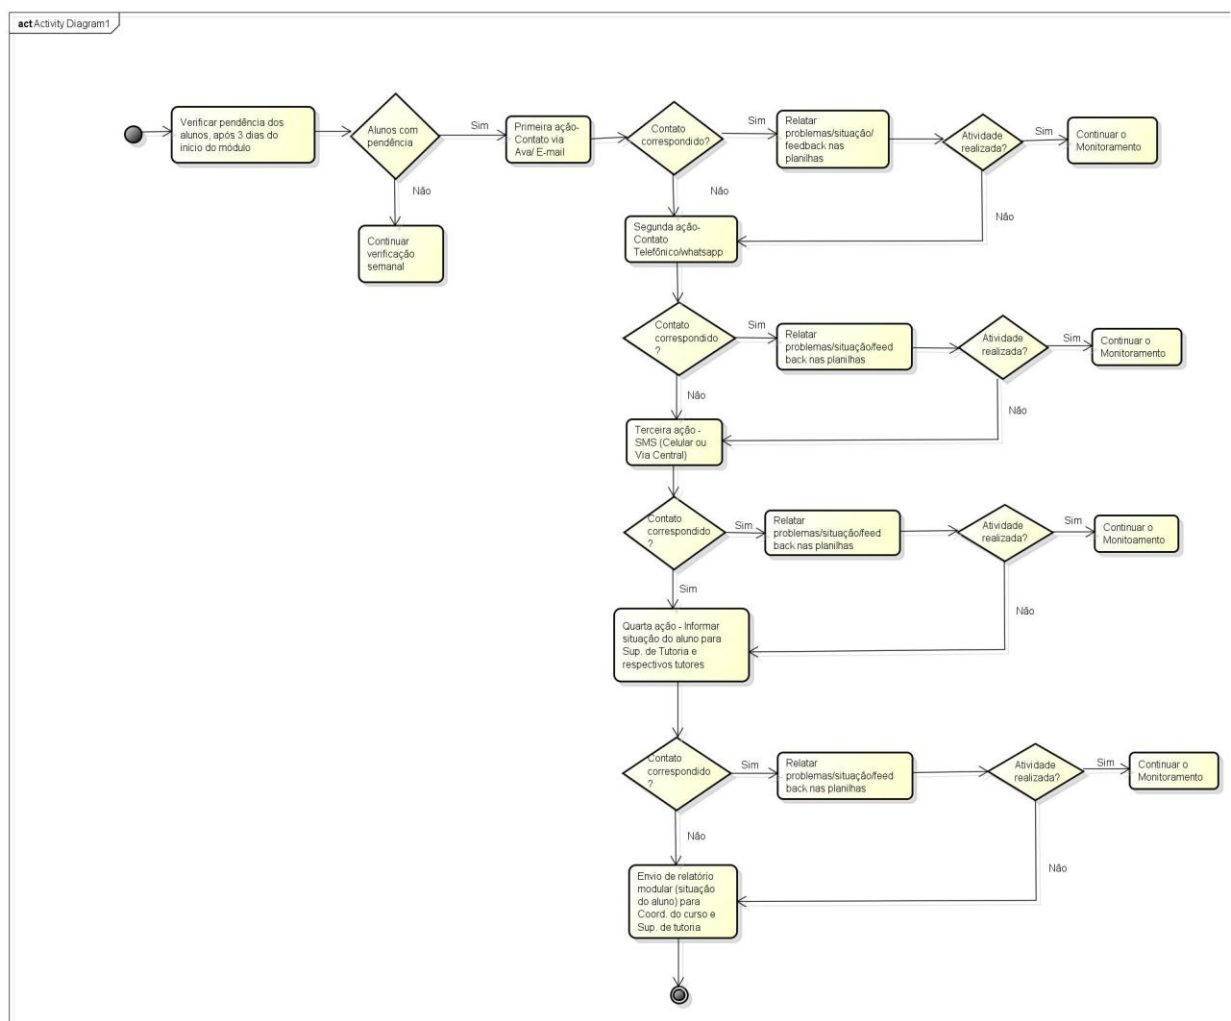 act Activity Diagram1
Verificar pendência dos
alunos, após 3 dias do
início do módulo
Alunos com
pendência
Sim
Primeira ação-
Contato via
Ava/ E-mail
Contato
correspondido?
Sim
Relatar
problemas/situação/
feedback nas
planilhas
Atividade
realizada?
Sim
Continuar o
Monitoramento
Não
Continuar
verificação
semanal
Não
Não
Segunda ação-
Contato
Telefônico/whatsapp
Contato
correspondido
?
Sim
Relatar
problemas/situação/feed
back nas planilhas
Atividade
realizada?
Sim
Continuar o
Monitoramento
Não
Não
Terceira ação -
SMS (Celular ou
Via Central)
Contato
correspondido
?
Sim
Relatar
problemas/situação/feed
back nas planilhas
Atividade
realizada?
Sim
Continuar o
Monitoamento
Sim
Não
Quarta ação - Informar
situação do aluno para
Sup. de Tutoria e
respectivos tutores
Contato
correspondido
?
Sim
Relatar
problemas/situação/feed
back nas planilhas
Atividade
realizada?
Sim
Continuar o
Monitoramento
Não
Não
Envio de relatório
modular (situação
do aluno) para
Coord. do curso e
Sup. de tutoria